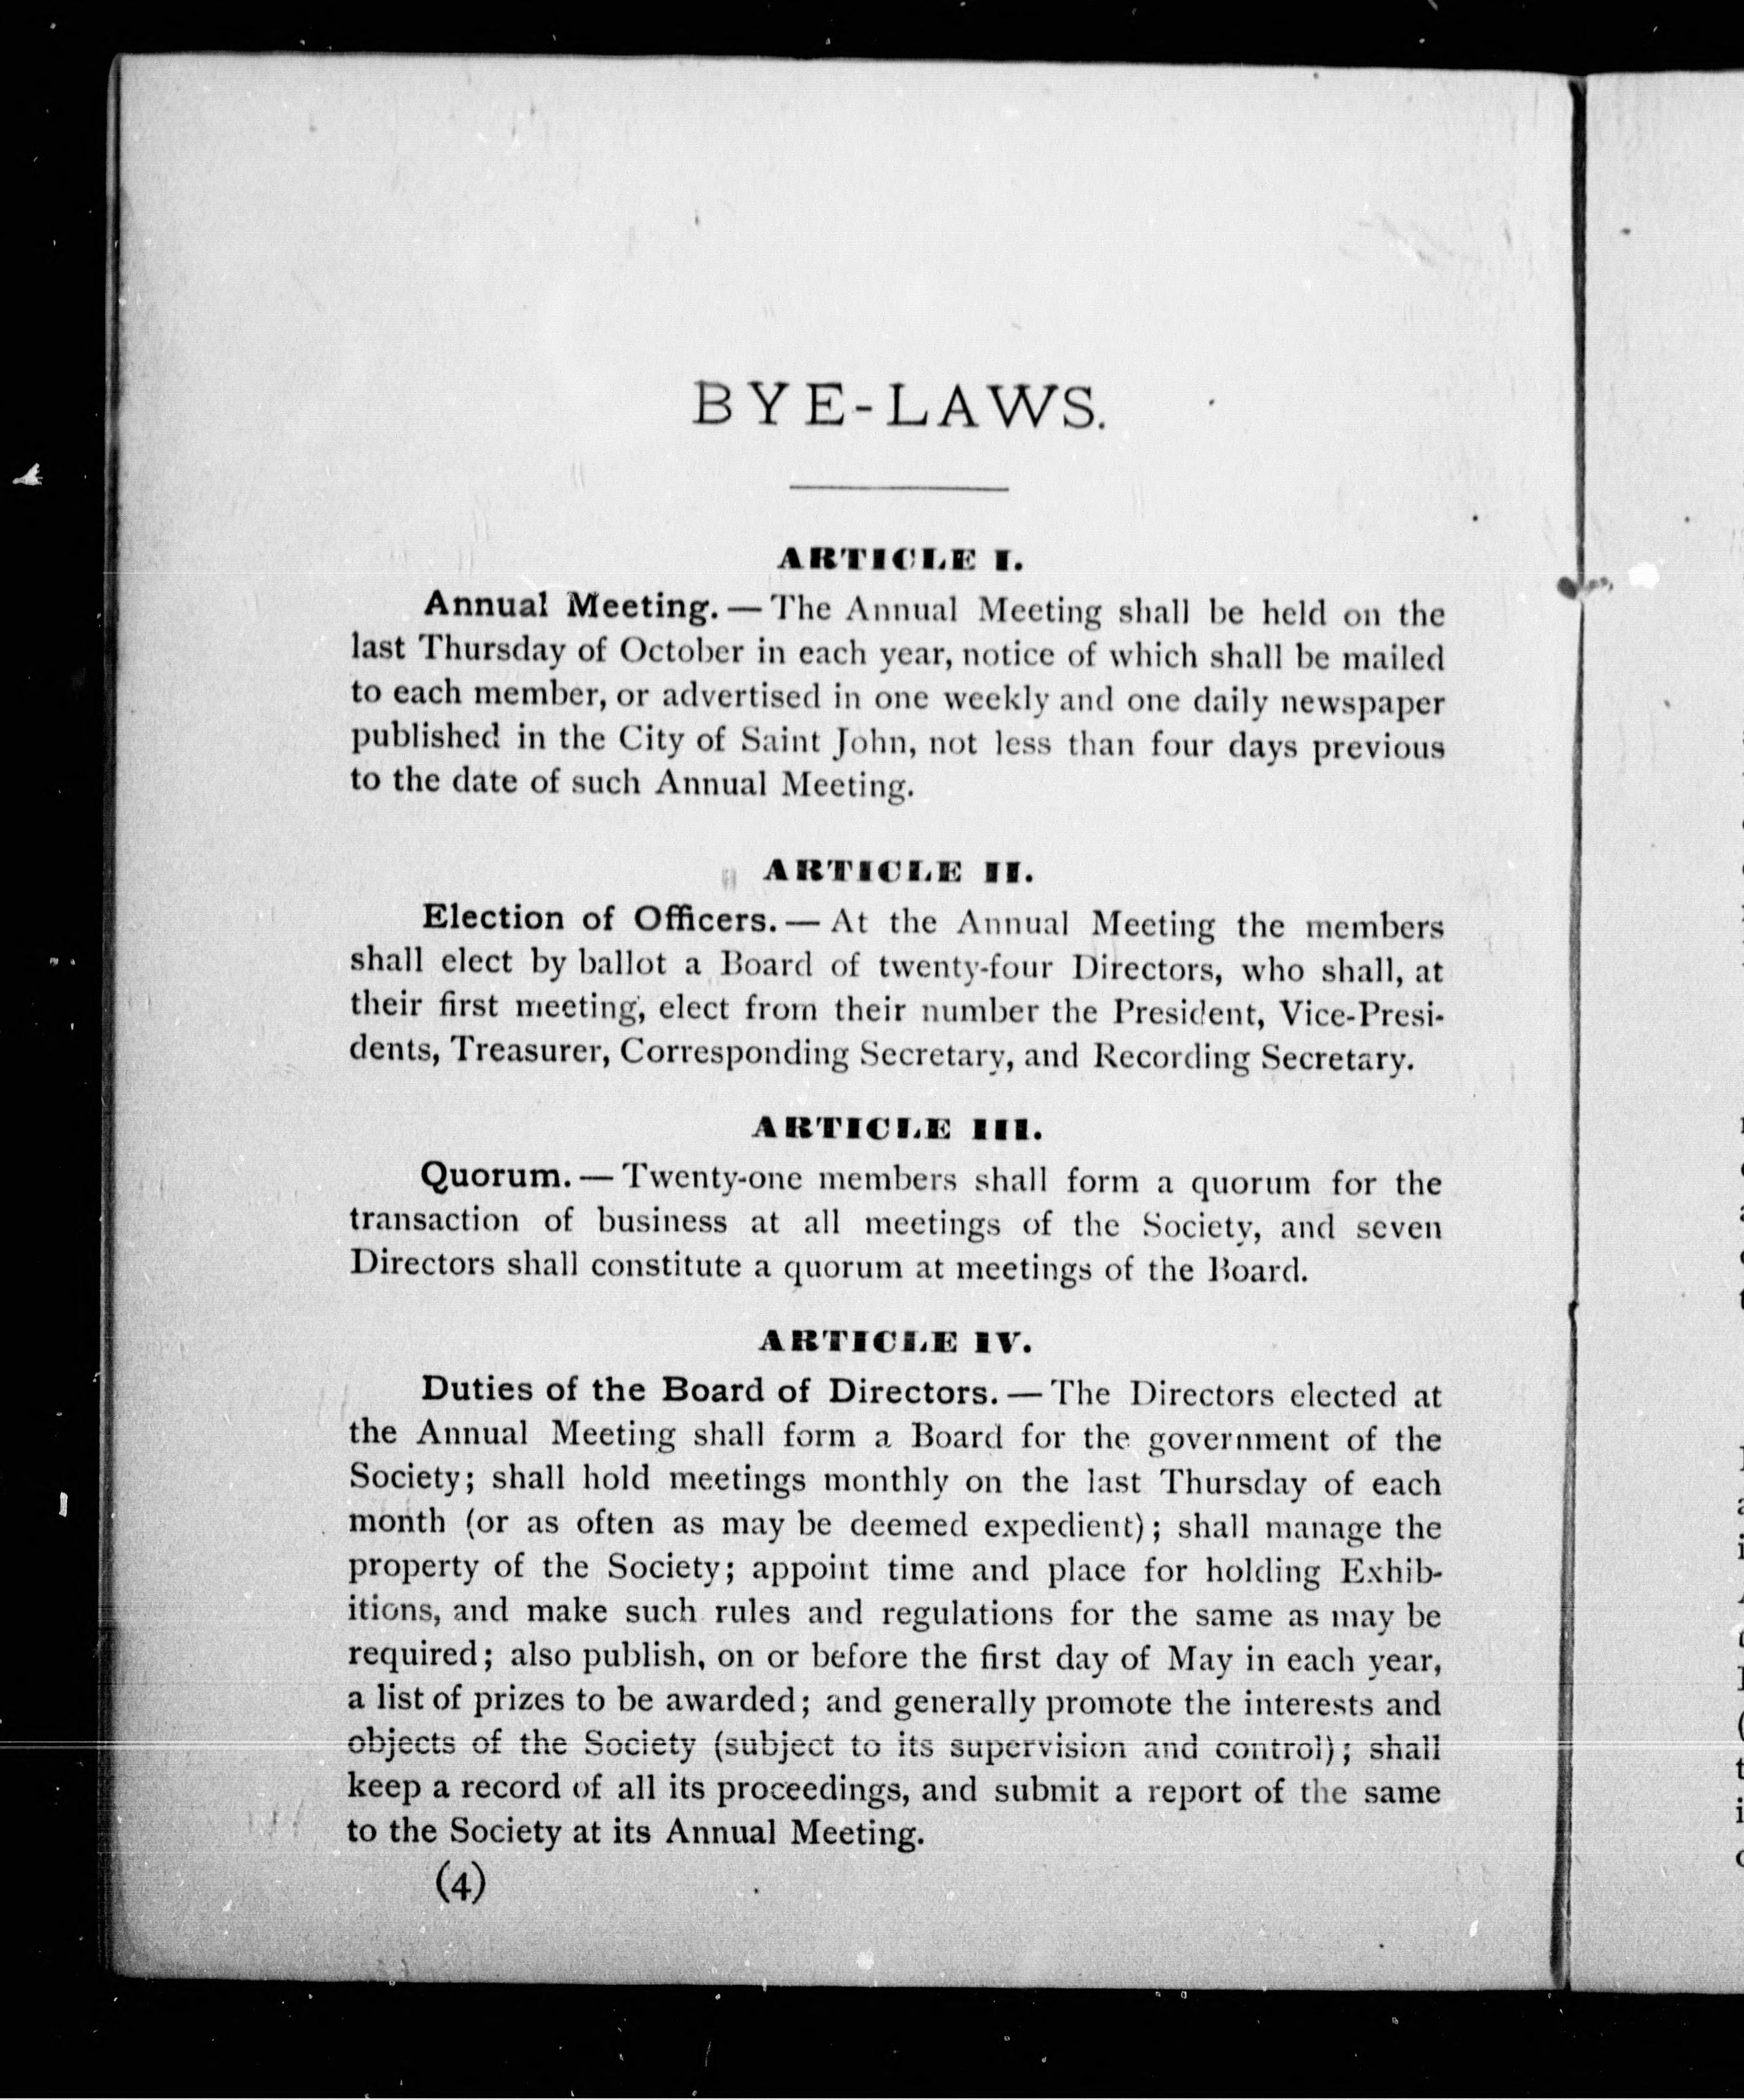 BYE-LAWS.
ARTICLE I.
Annual Meeting. — The Annual Meeting shall be held on the
last Thursday of October in each year, notice of which shall be mailed
to each member, or advertised in one weekly and one daily newspaper
published in the City of Saint John, not less than four days previous
to the date of such Annual Meeting.
ARTICLE II.
Election of Officers. — At the Annual Meeting the members
shall elect by ballot a Board of twenty-four Directors, who shall, at
their first meeting, elect from their number the President, Vice-Presi-
dents, Treasurer, Corresponding Secretary, and Recording Secretary.
ARTICLE III.
Quorum. — Twenty-one members shall form a quorum for the
transaction of business at all meetings of the Society, and seven
Directors shall constitute a quorum at meetings of the Board.
ARTICLE IV.
Duties of the Board of Directors. — The Directors elected at
the Annual Meeting shall form a Board for the government of the
Society; shall hold meetings monthly on the last Thursday of each
month (or as often as may be deemed expedient); shall manage the
property of the Society; appoint time and place for holding Exhib-
itions, and make such rules and regulations for the same as may be
required; also publish, on or before the first day of May in each year,
a list of prizes to be awarded; and generally promote the interests and
objects of the Society (subject to its supervision and control); shall
keep a record of all its proceedings, and submit a report of the same
to the Society at its Annual Meeting.
(4)